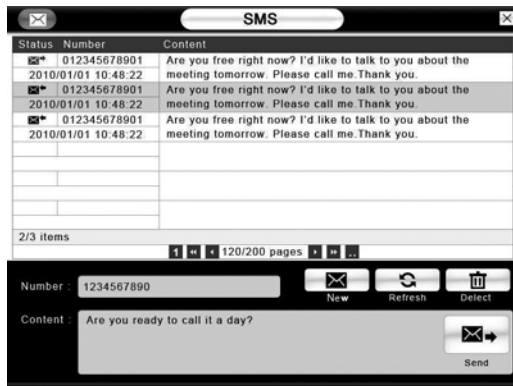 SMS
Status Number Content
012345678901 Are you free right now? I'd like to talk to you about the
2010/01/01 10:48:22 meeting tomorrow. Please call me.Thank you.
012345678901 Are you free right now? I'd like to talk to you about the
2010/01/01 10:48:22 meeting tomorrow. Please call me.Thank you.
012345678901 Are you free right now? I'd like to talk to you about the
2010/01/01 10:48:22 meeting tomorrow. Please call me.Thank you.
2/3 items
1 120/200 pages ..
Number : 1234567890
New Refresh Delect
Content : Are you ready to call it a day?
Send